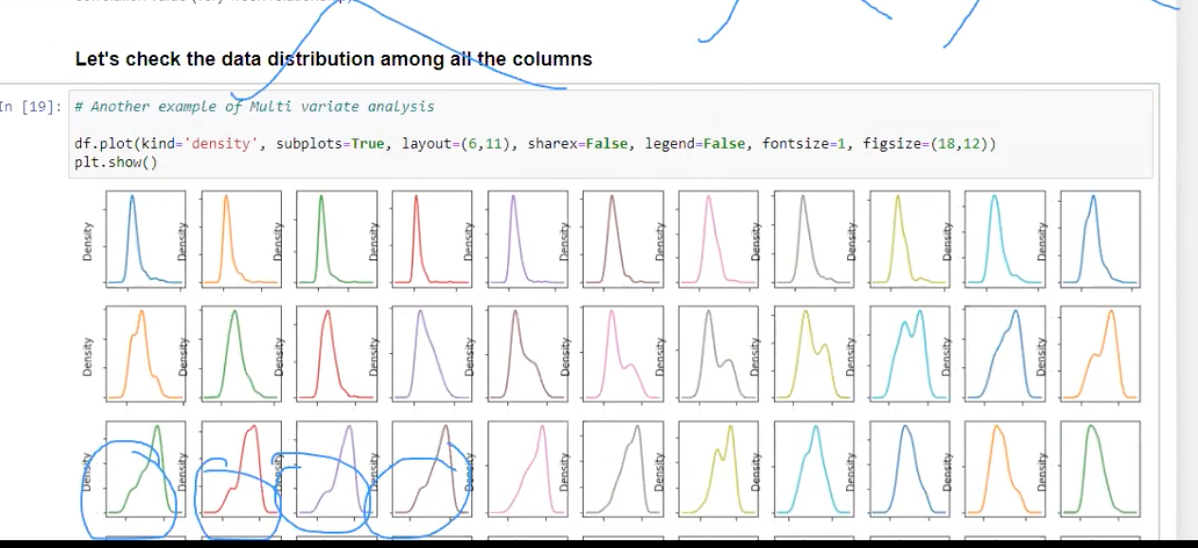 Let's check the data distribution among all the columns
In [19]:
# Another example of Multi variate analysis
df.plot(kind='density', subplots=True, layout=(6,11), sharex=False, legend=False, fontsize=1, figsize=(18,12))
plt.show()
Density Density Density Density Density Density Density Density Density Density Density
Density Density Density Density Density Density Density Density Density Density Density
Density Density Density Density Density Density Density Density Density Density Density